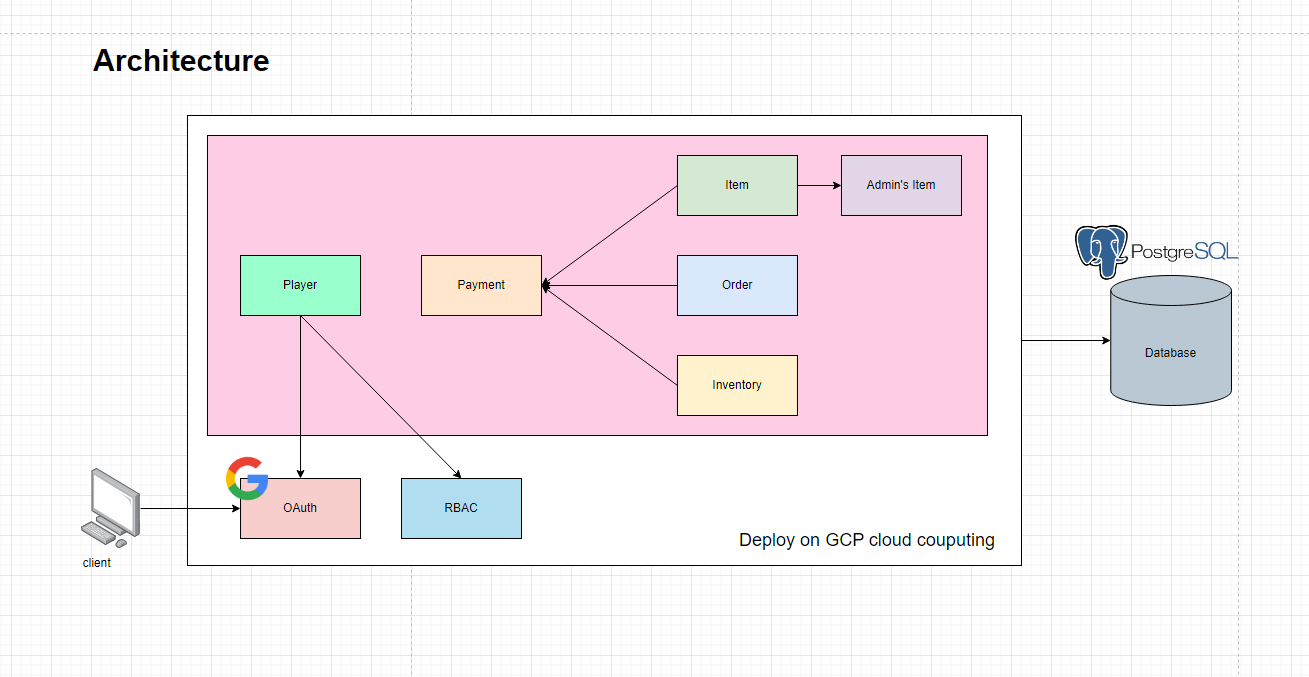 Architecture
Item
Admin's Item
Player
Payment
Order
PostgreSQL
Database
Inventory
OAuth
RBAC
Deploy on GCP cloud couputing
client